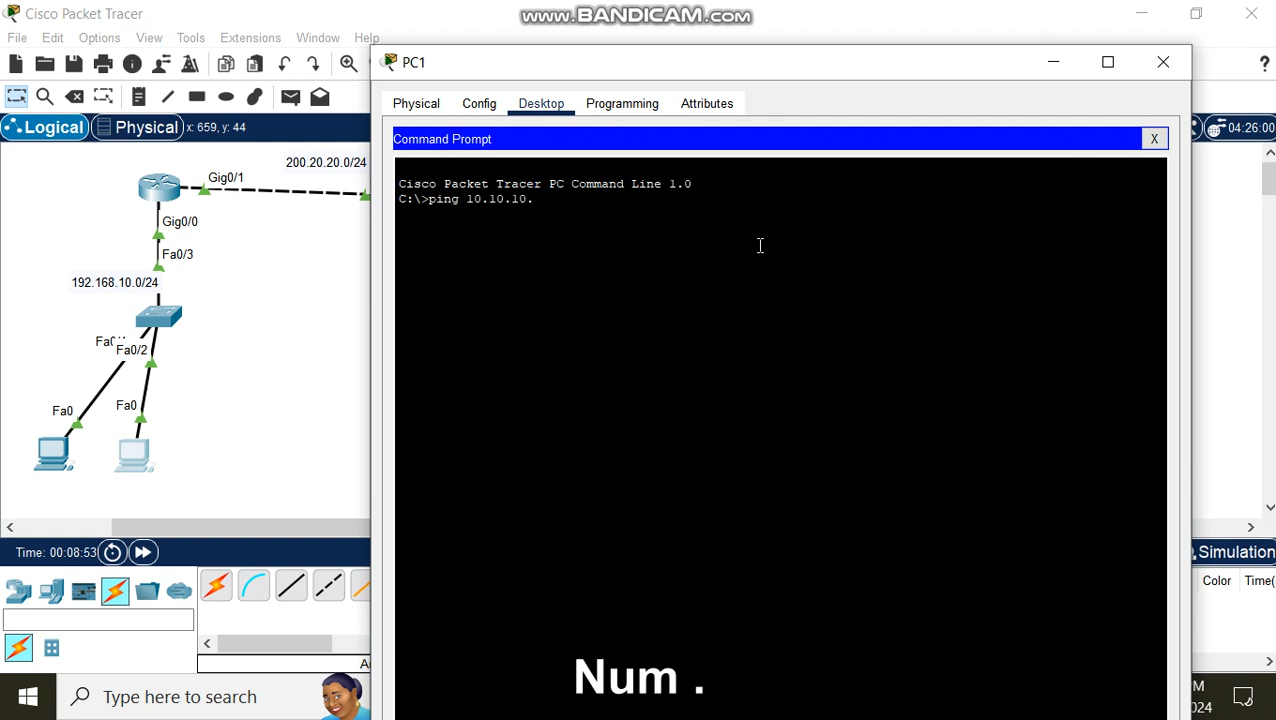 Cisco Packet Tracer
www.BANDICAM.com
File Edit Options View Tools Extensions Window Help
PC1
Physical Config Desktop Programming Attributes
Logical Physical x: 659, y: 44
04:26:00
Command Prompt
X
200.20.20.0/24
Gig0/1
Gig0/0
Fa0/3
192.168.10.0/24
Fa0/2
Fa0
Fa0
Cisco Packet Tracer PC Command Line 1.0
C:\>ping 10.10.10.
Time: 00:08:53
Simulation
Color Time(
Num .
Type here to search